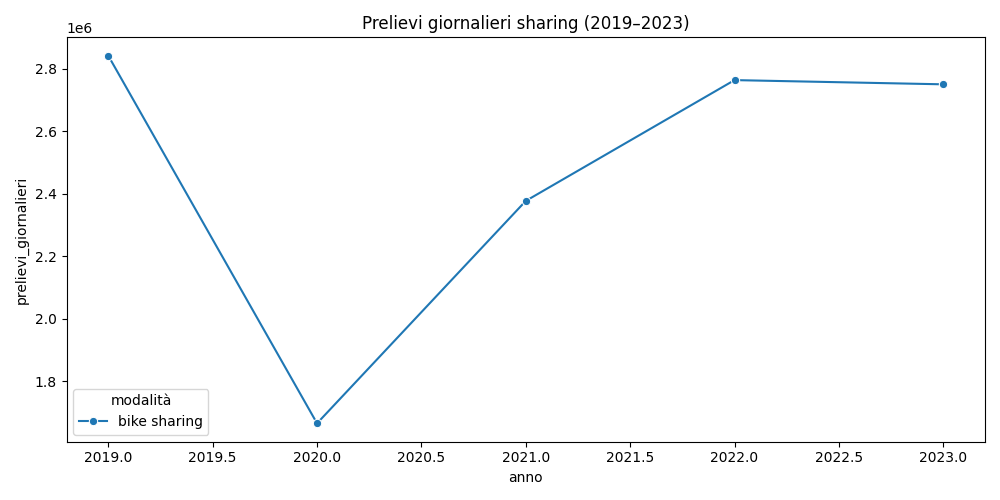 Prelievi giornalieri sharing (2019–2023)
1e6
2.8
2.6
2.4
2.2
2.0
1.8
prelievi_giornalieri
modalità
bike sharing
2019.0 2019.5 2020.0 2020.5 2021.0 2021.5 2022.0 2022.5 2023.0
anno